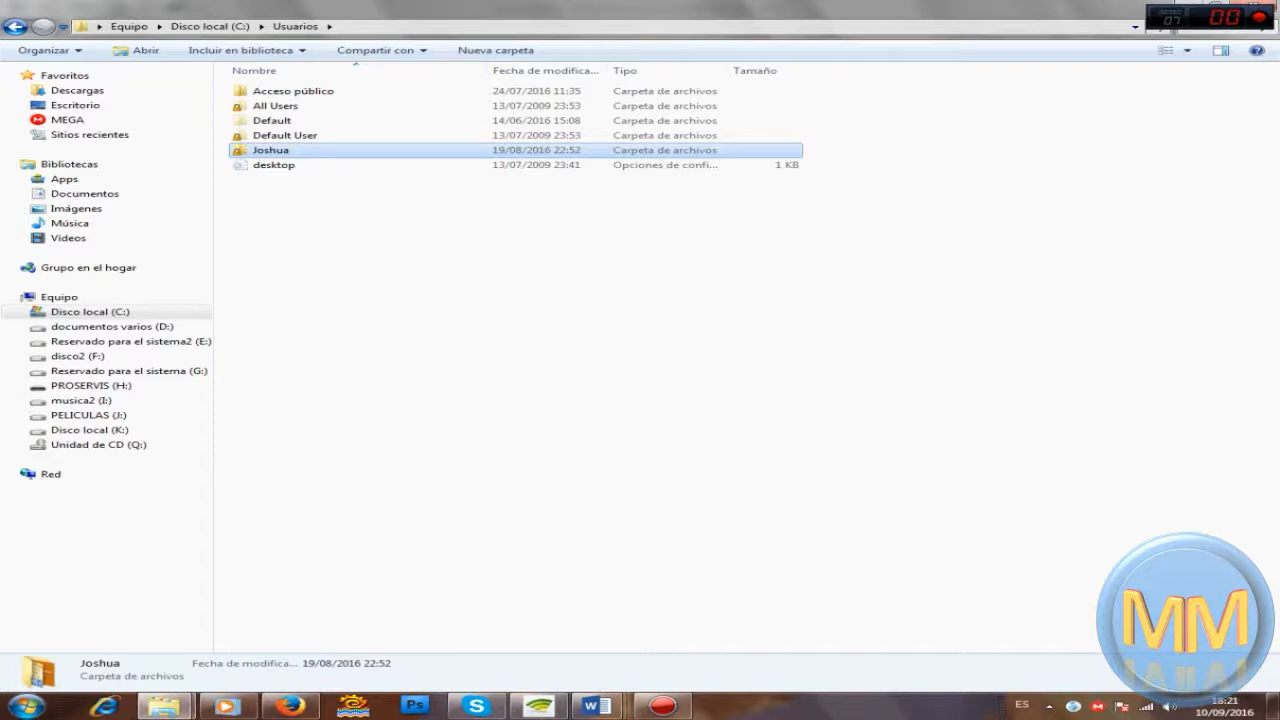 Equipo ▸ Disco local (C:) ▸ Usuarios ▸
07 00
Organizar Abrir Incluir en biblioteca Compartir con Nueva carpeta
Nombre Fecha de modifica... Tipo Tamaño
Acceso público 24/07/2016 11:35 Carpeta de archivos
All Users 13/07/2009 23:53 Carpeta de archivos
Default 14/06/2016 15:08 Carpeta de archivos
Default User 13/07/2009 23:53 Carpeta de archivos
Joshua 19/08/2016 22:52 Carpeta de archivos
desktop 13/07/2009 23:41 Opciones de confi... 1 KB
Favoritos
Descargas
Escritorio
MEGA
Sitios recientes
Bibliotecas
Apps
Documentos
Imágenes
Música
Vídeos
Grupo en el hogar
Equipo
Disco local (C:)
documentos varios (D:)
Reservado para el sistema2 (E:)
disco2 (F:)
Reservado para el sistema (G:)
PROSERVIS (H:)
musica2 (I:)
PELICULAS (J:)
Disco local (K:)
Unidad de CD (Q:)
Red
MM
Joshua Fecha de modifica... 19/08/2016 22:52
Carpeta de archivos
Ps
ES
18:21
10/09/2016